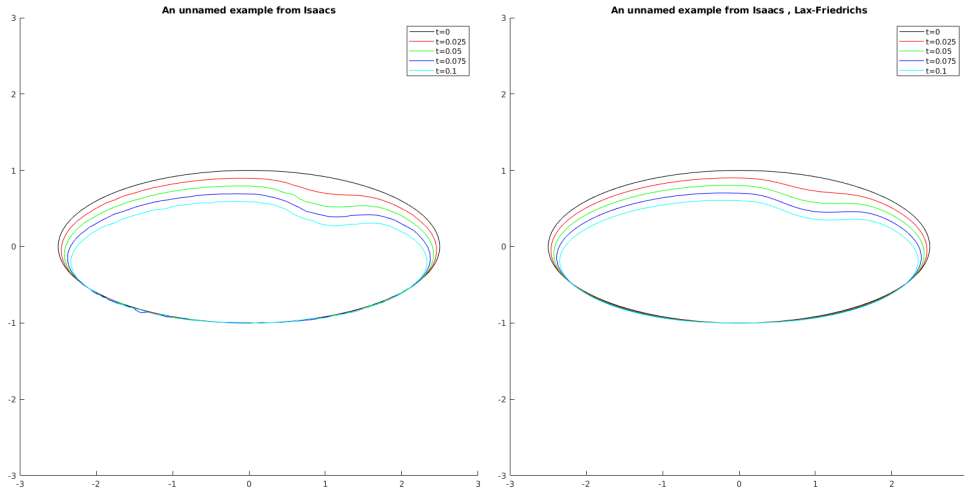 An unnamed example from Isaacs
3
2
1
0
-1
-2
-3
-3 -2 -1 0 1 2 3
t=0
t=0.025
t=0.05
t=0.075
t=0.1
An unnamed example from Isaacs , Lax-Friedrichs
3
2
1
0
-1
-2
-3
-3 -2 -1 0 1 2
t=0
t=0.025
t=0.05
t=0.075
t=0.1